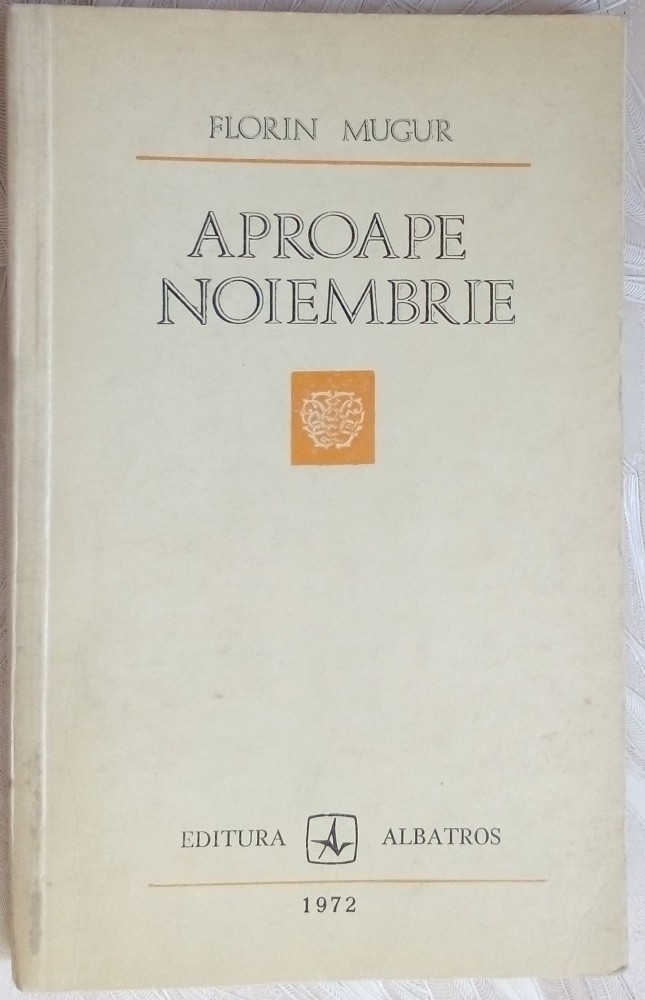 FLORIN MUGUR
APROAPE
NOIEMBRIE
EDITURA ALBATROS
1972